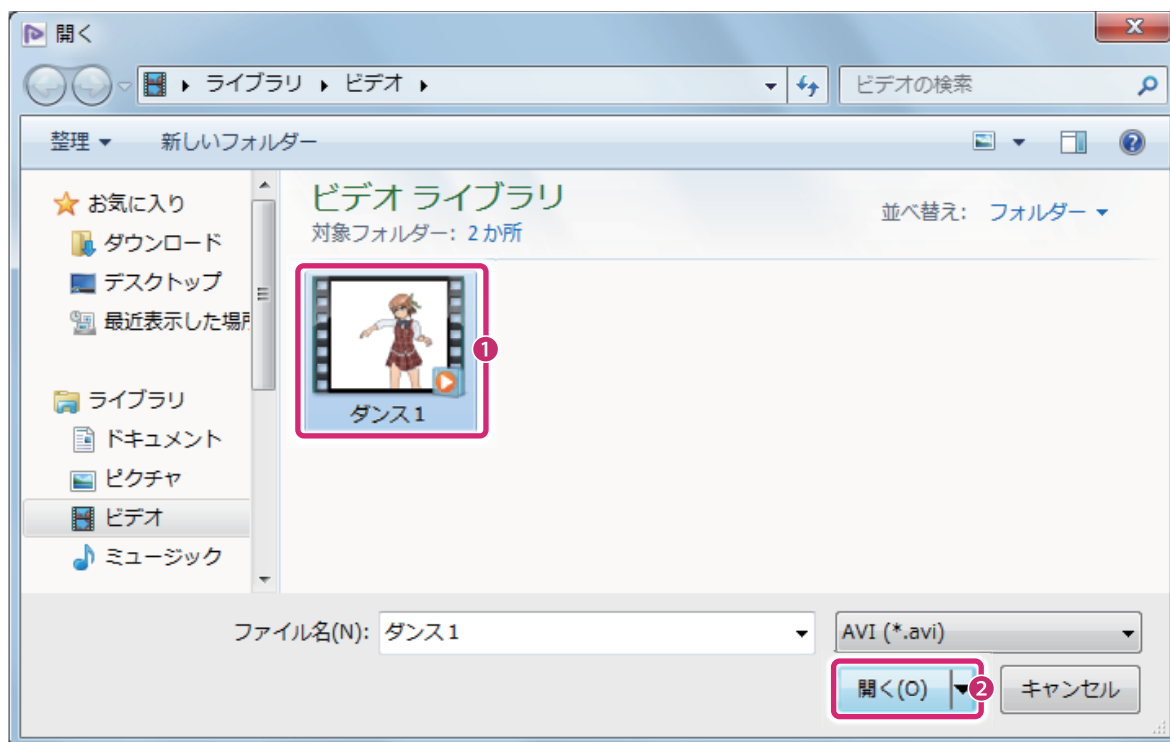 開く
ライブラリ ビデオ
ビデオの検索
整理 新しいフォルダー
お気に入り
ダウンロード
デスクトップ
最近表示した場所
ライブラリ
ドキュメント
ピクチャ
ビデオ
ミュージック
ビデオ ライブラリ
対象フォルダー: 2 か所
並べ替え: フォルダー
1
ダンス1
ファイル名(N): ダンス1
AVI (*.avi)
開く(O) 2 キャンセル